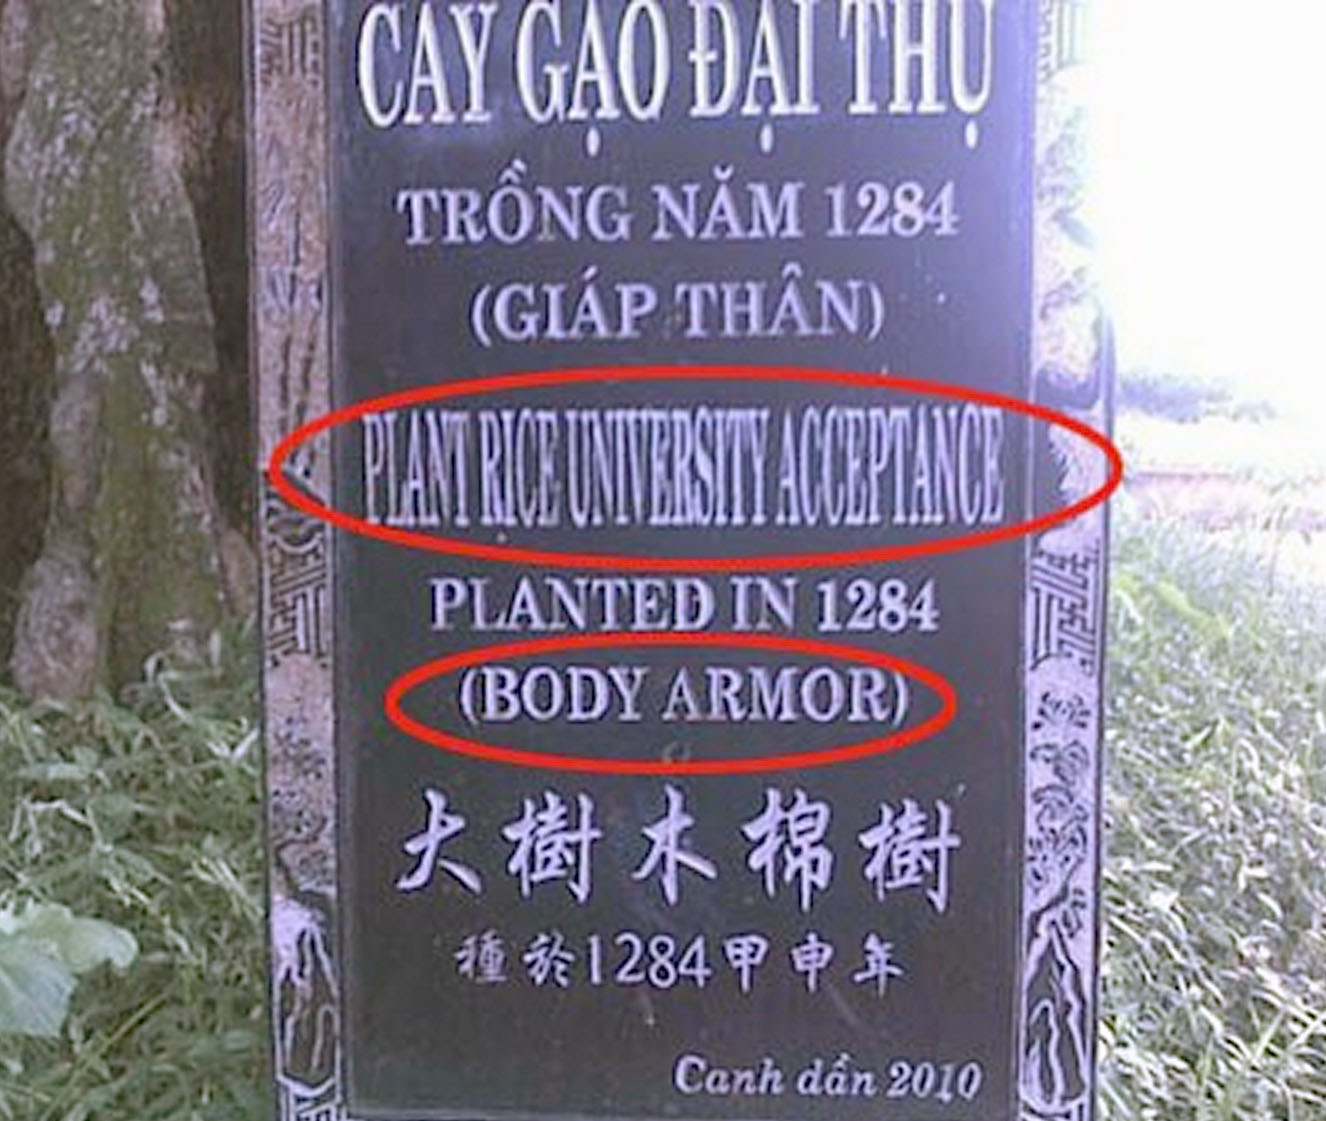 CÂY GẠO ĐẠI THỤ
TRỒNG NĂM 1284
(GIÁP THÂN)
PLANT RICE UNIVERSITY ACCEPTANCE
PLANTED IN 1284
(BODY ARMOR)
大樹木棉樹
種於1284甲申年
Canh dần 2010